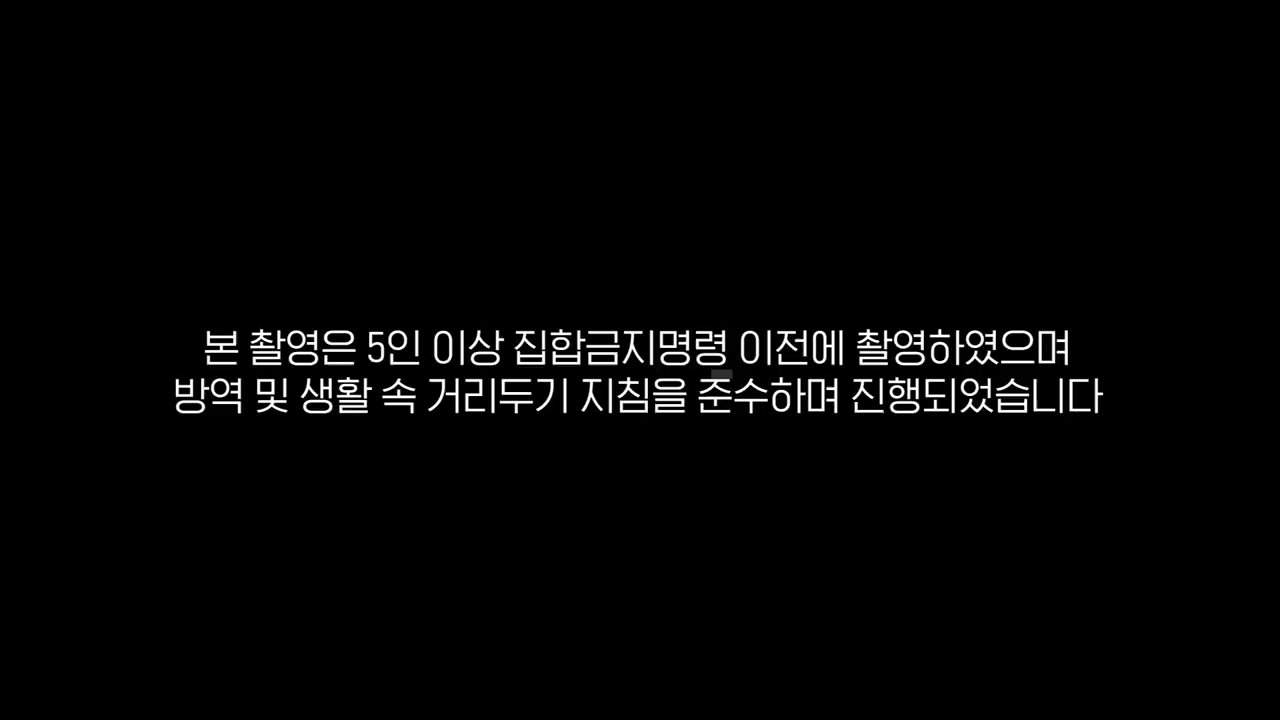 본 촬영은 5인 이상 집합금지명령 이전에 촬영하였으며
방역 및 생활 속 거리두기 지침을 준수하며 진행되었습니다